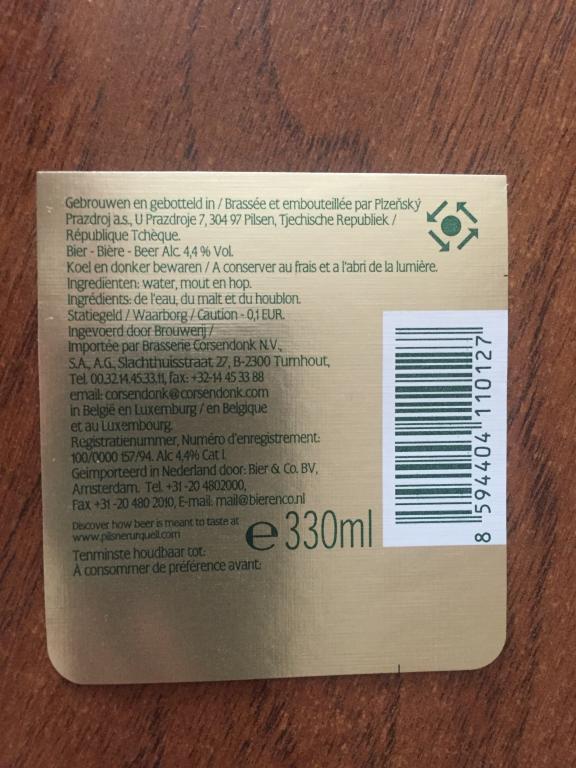 Gebrouwen en gebotteld in / Brassée et embouteillée par Plzeňský
Prazdroj a.s., U Prazdroje 7, 304 97 Pilsen, Tjechische Republiek /
République Tchèque.
Bier - Bière - Beer Alc. 4,4 % Vol.
Koel en donker bewaren / A conserver au frais et a l'abri de la lumière.
Ingrediënten: water, mout en hop.
Ingrédients: de l'eau, du malt et du houblon.
Statiegeld / Waarborg / Caution - 0,1 EUR.
Ingevoerd door Brouwerij /
Importée par Brasserie Corsendonk N.V.,
S.A., A.G., Slachthuisstraat 27, B-2300 Turnhout,
Tel. 00.32.14.45.33.11, fax: +32-14 45 33 88
email: corsendonk@corsendonk.com
in België en Luxemburg / en Belgique
et au Luxembourg.
Registratienummer, Numéro d'enregistrement:
100/0000 157/94. Alc 4,4% Cat I.
Geïmporteerd in Nederland door: Bier & Co. BV,
Amsterdam. Tel. +31 -20 4802000,
Fax +31 -20 480 2010, E-mail: mail@bierenco.nl
Discover how beer is meant to taste at
www.pilsnerurquell.com
℮ 330ml
Tenminste houdbaar tot:
À consommer de préférence avant:
8 594404 110127